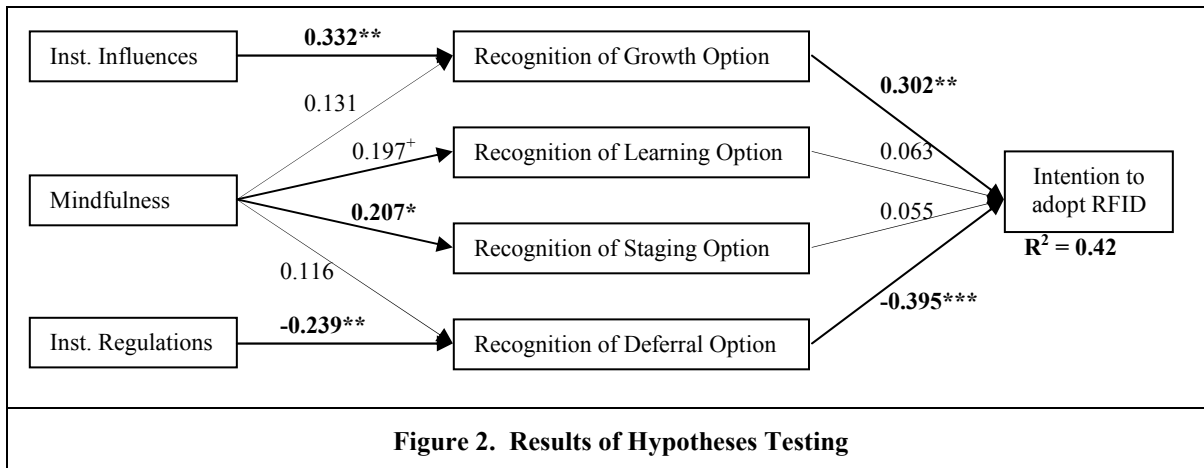 Inst. Influences
0.332**
Recognition of Growth Option
0.302**
0.131
0.197+
Recognition of Learning Option
0.063
Mindfulness
Intention to
adopt RFID
0.207*
Recognition of Staging Option
0.055
R² = 0.42
0.116
-0.395***
Inst. Regulations
-0.239**
Recognition of Deferral Option
Figure 2. Results of Hypotheses Testing